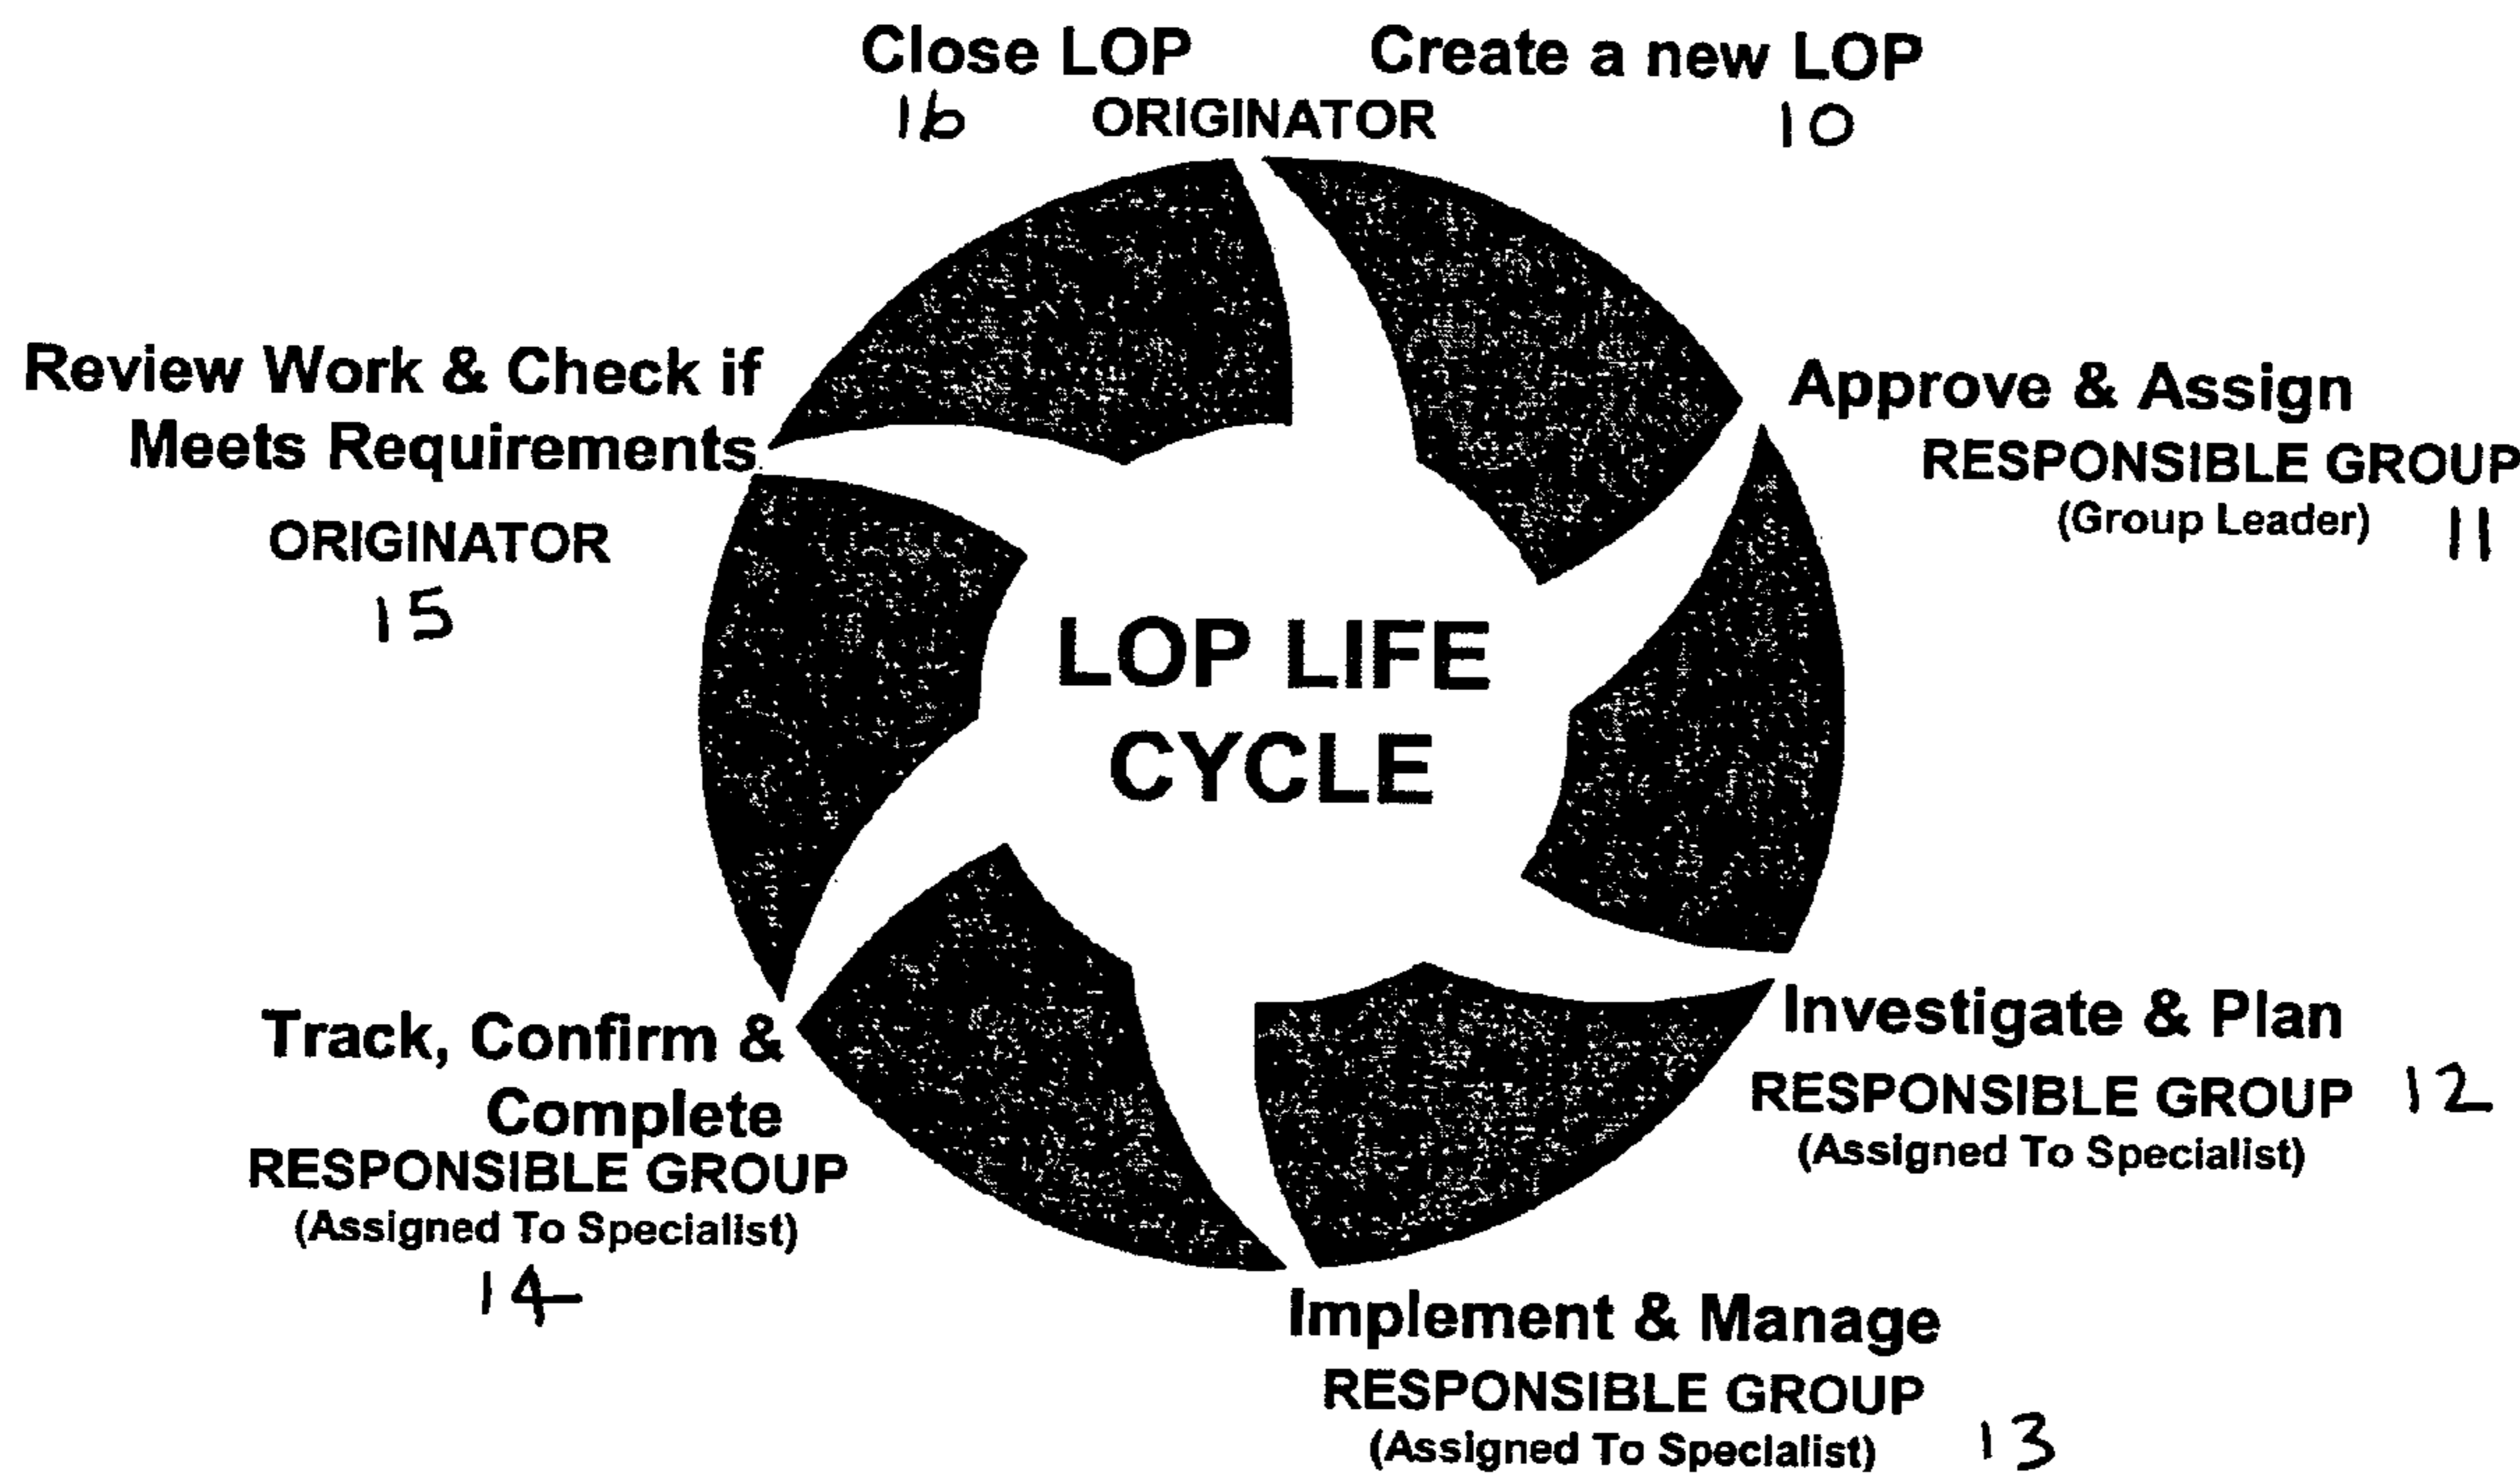 Close LOP
16
ORIGINATOR
Create a new LOP
10
Approve & Assign
RESPONSIBLE GROUP
(Group Leader) 11
Investigate & Plan
RESPONSIBLE GROUP 12
(Assigned To Specialist)
Implement & Manage
RESPONSIBLE GROUP
(Assigned To Specialist) 13
Track, Confirm &
Complete
RESPONSIBLE GROUP
(Assigned To Specialist)
14
Review Work & Check if
Meets Requirements
ORIGINATOR
15
LOP LIFE
CYCLE